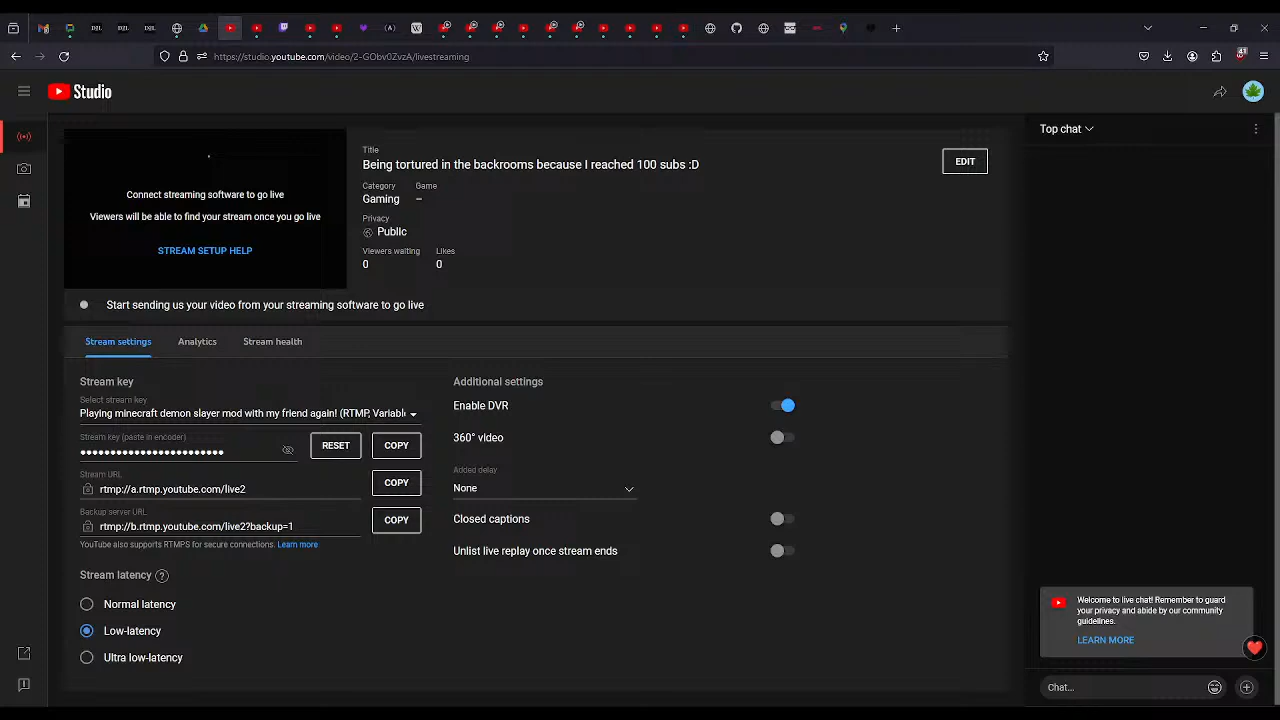 https://studio.youtube.com/video/2-GObv0ZvzA/livestreaming
41
Studio
Connect streaming software to go live
Viewers will be able to find your stream once you go live
STREAM SETUP HELP
Title
Being tortured in the backrooms because I reached 100 subs :D
EDIT
Category Game
Gaming –
Privacy
Public
Viewers waiting Likes
0 0
Start sending us your video from your streaming software to go live
Stream settings Analytics Stream health
Stream key
Select stream key
Playing minecraft demon slayer mod with my friend again! (RTMP, Variabl
Stream key (paste in encoder)
RESET COPY
Stream URL
rtmp://a.rtmp.youtube.com/live2
COPY
Backup server URL
rtmp://b.rtmp.youtube.com/live2?backup=1
COPY
YouTube also supports RTMPS for secure connections. Learn more
Stream latency
Normal latency
Low-latency
Ultra low-latency
Additional settings
Enable DVR
360° video
Added delay
None
Closed captions
Unlist live replay once stream ends
Top chat
Welcome to live chat! Remember to guard
your privacy and abide by our community
guidelines.
LEARN MORE
Chat...